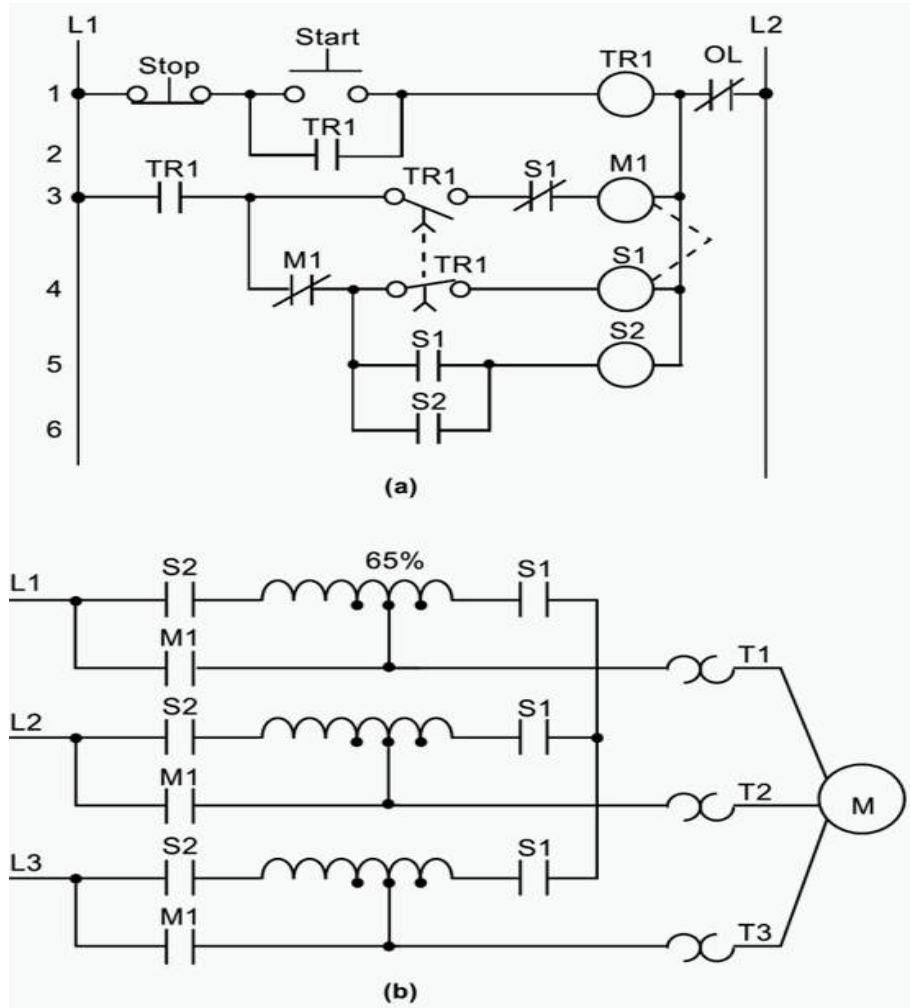 L1 L2
Start
Stop TR1 OL
1
TR1
2
TR1 TR1 S1 M1
3
M1 TR1 S1
4
S1 S2
5
S2
6
(a)
65%
S2 S1
L1
M1
T1
S2 S1
L2
M1
T2
M
S2 S1
L3
M1
T3
(b)